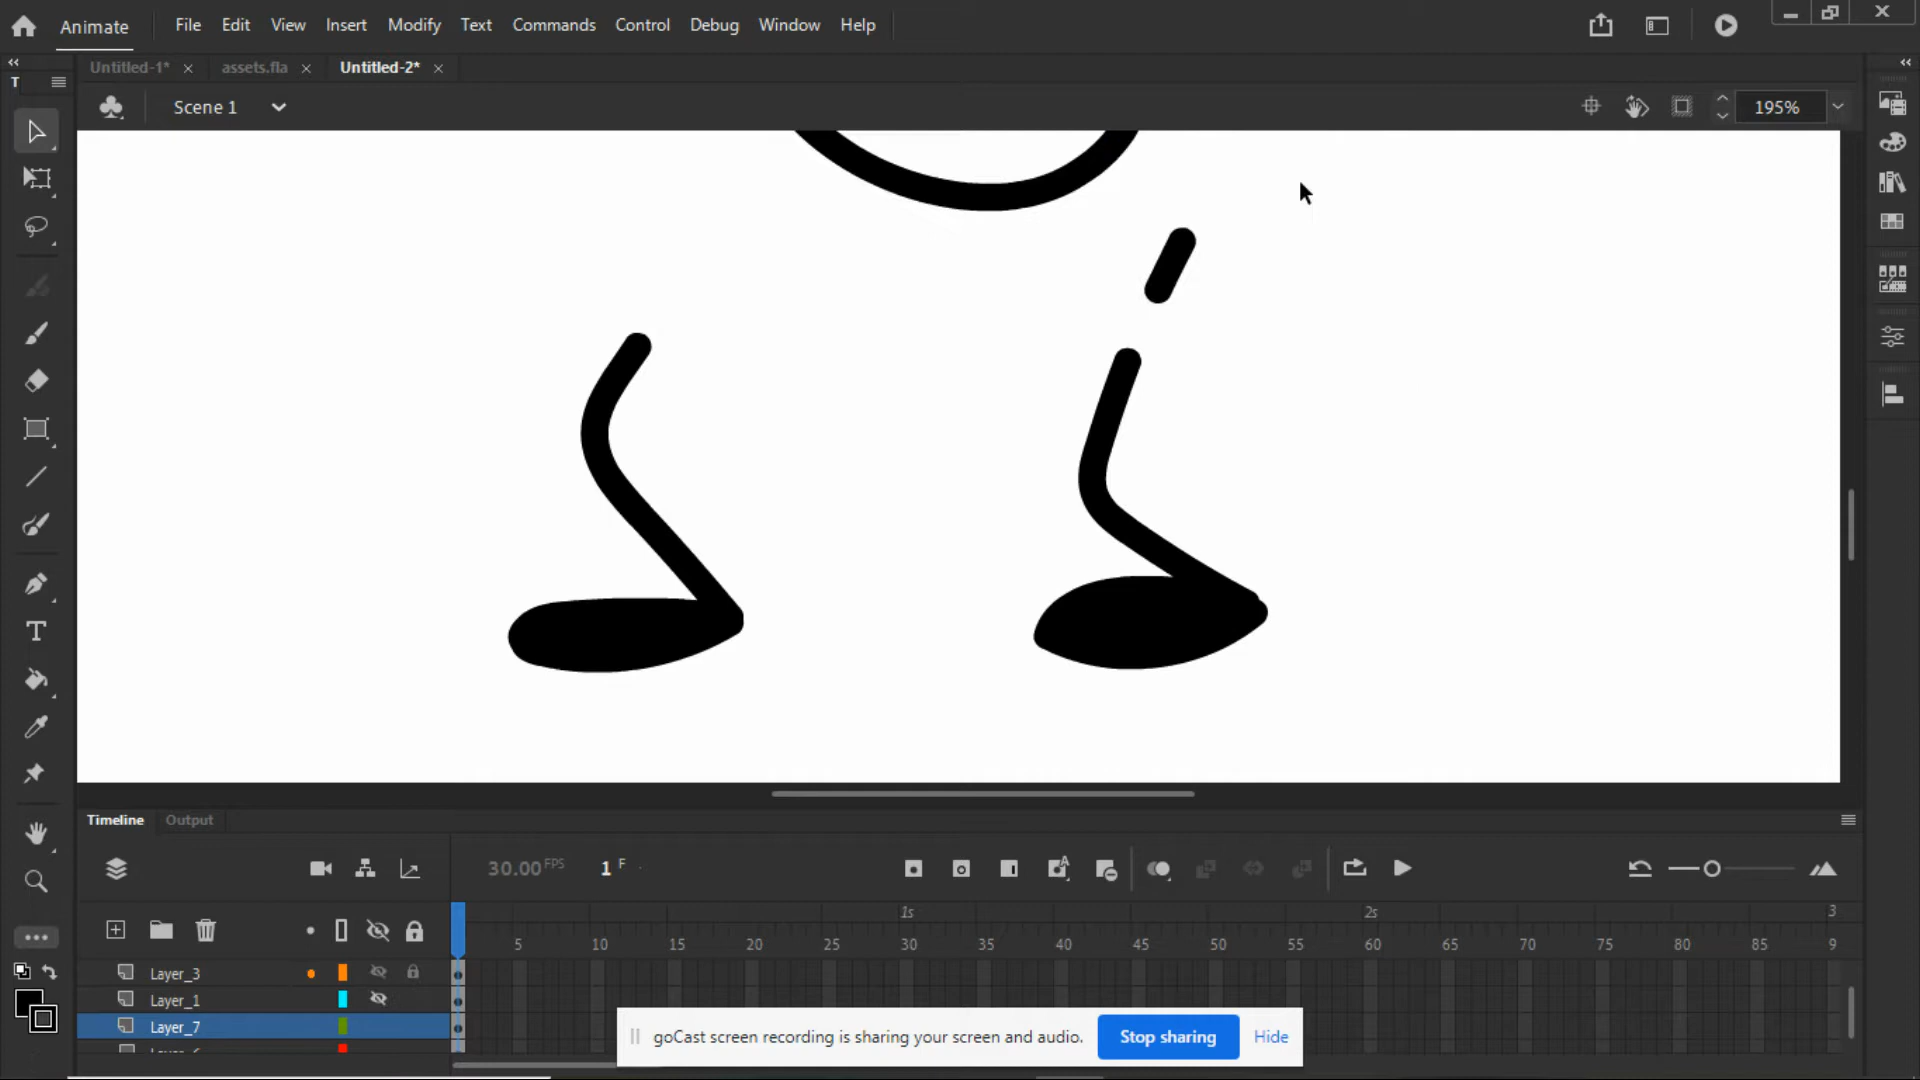 Animate File Edit View Insert Modify Text Commands Control Debug Window Help
T Untitled-1* assets.fla Untitled-2*
Scene 1 195%
Timeline Output
30.00 FPS 1 F
1s 2s 3
5 10 15 20 25 30 35 40 45 50 55 60 65 70 75 80 85 9
Layer_3
Layer_1
Layer_7
goCast screen recording is sharing your screen and audio. Stop sharing Hide